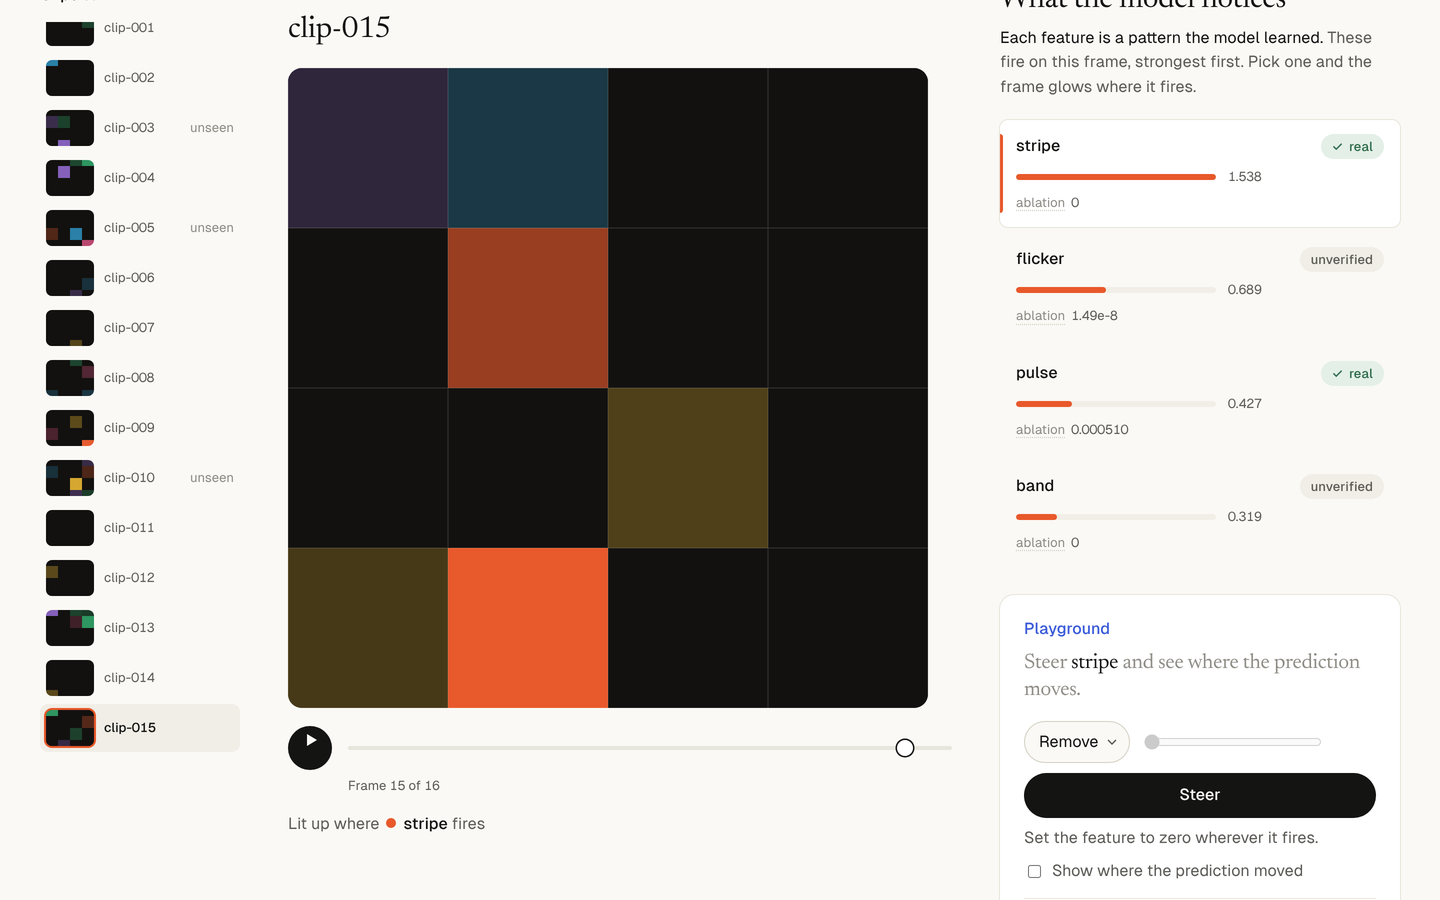 clip-001
clip-002
clip-003 unseen
clip-004
clip-005 unseen
clip-006
clip-007
clip-008
clip-009
clip-010 unseen
clip-011
clip-012
clip-013
clip-014
clip-015
clip-015
Frame 15 of 16
Lit up where stripe fires
What the model notices
Each feature is a pattern the model learned. These
fire on this frame, strongest first. Pick one and the
frame glows where it fires.
stripe ✓ real
1.538
ablation 0
flicker unverified
0.689
ablation 1.49e-8
pulse ✓ real
0.427
ablation 0.000510
band unverified
0.319
ablation 0
Playground
Steer stripe and see where the prediction
moves.
Remove
Steer
Set the feature to zero wherever it fires.
Show where the prediction moved